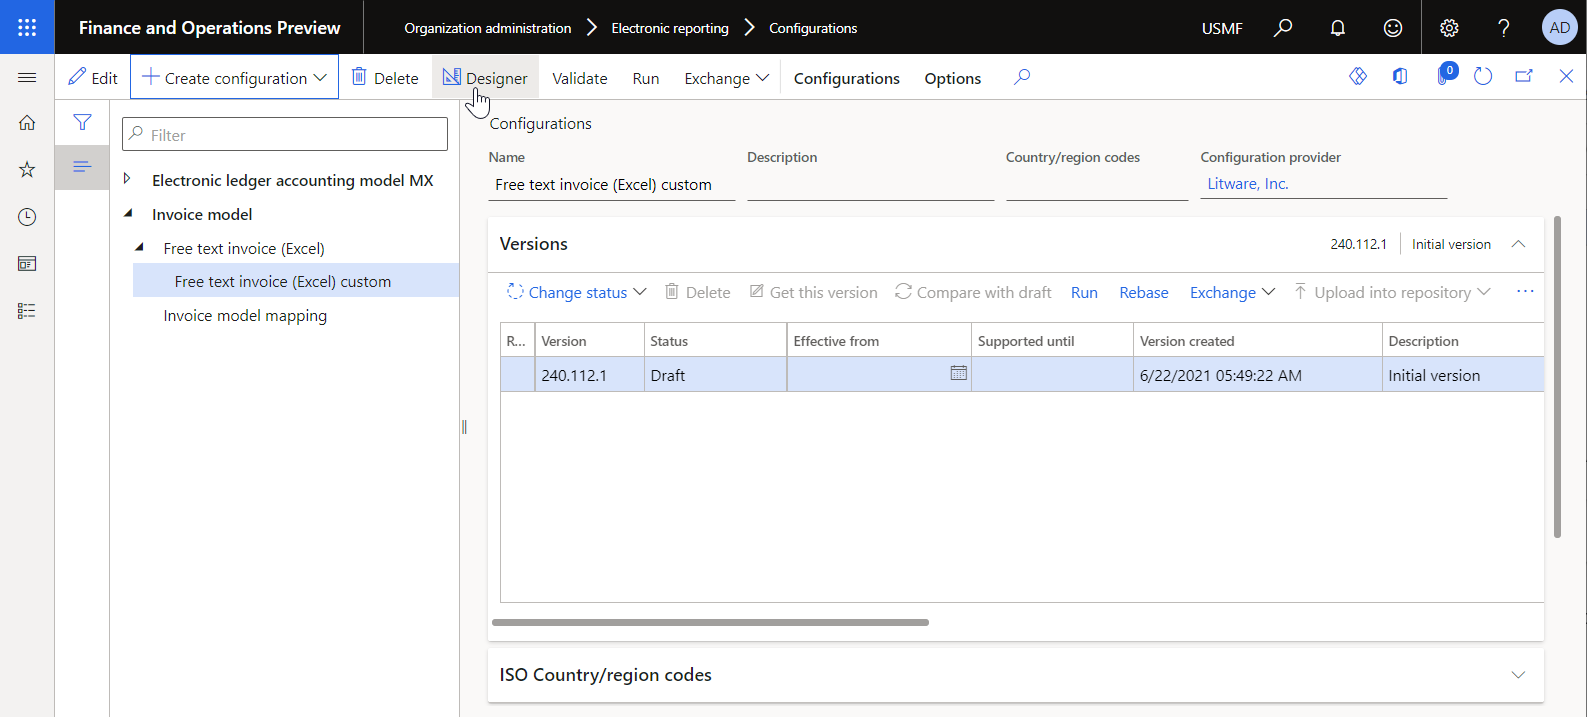 Finance and Operations Preview
Organization administration
Electronic reporting
Configurations
USMF
?
AD
Edit
Create configuration
Delete
Designer
Validate
Run
Exchange
Configurations
Options
0
Filter
Electronic ledger accounting model MX
Invoice model
Free text invoice (Excel)
Free text invoice (Excel) custom
Invoice model mapping
Configurations
Name
Description
Country/region codes
Configuration provider
Free text invoice (Excel) custom
Litware, Inc.
Versions
240.112.1
Initial version
Change status
Delete
Get this version
Compare with draft
Run
Rebase
Exchange
Upload into repository
...
R...
Version
Status
Effective from
Supported until
Version created
Description
240.112.1
Draft
6/22/2021 05:49:22 AM
Initial version
ISO Country/region codes